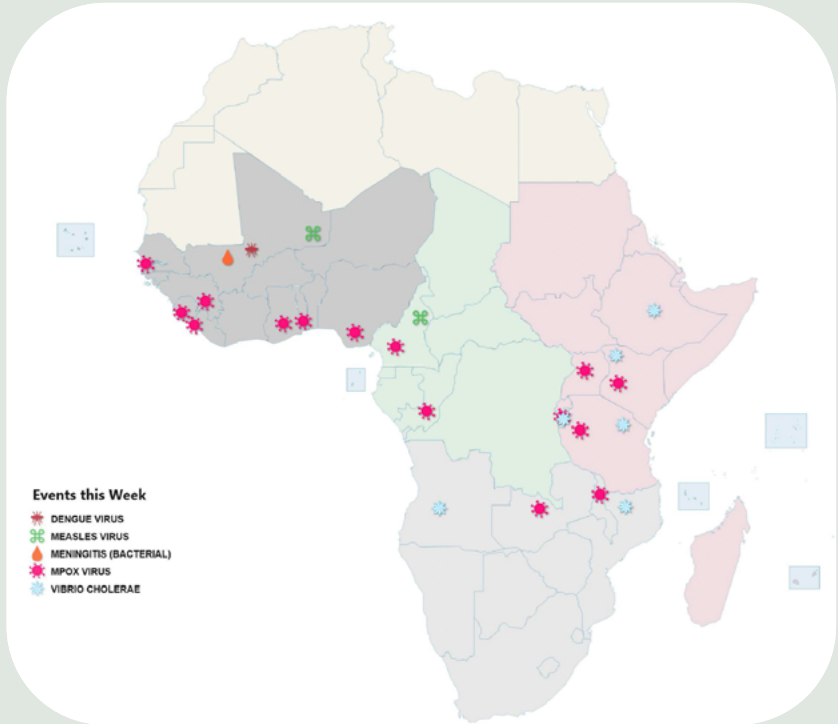 Events this Week
DENGUE VIRUS
MEASLES VIRUS
MENINGITIS (BACTERIAL)
MPOX VIRUS
VIBRIO CHOLERAE